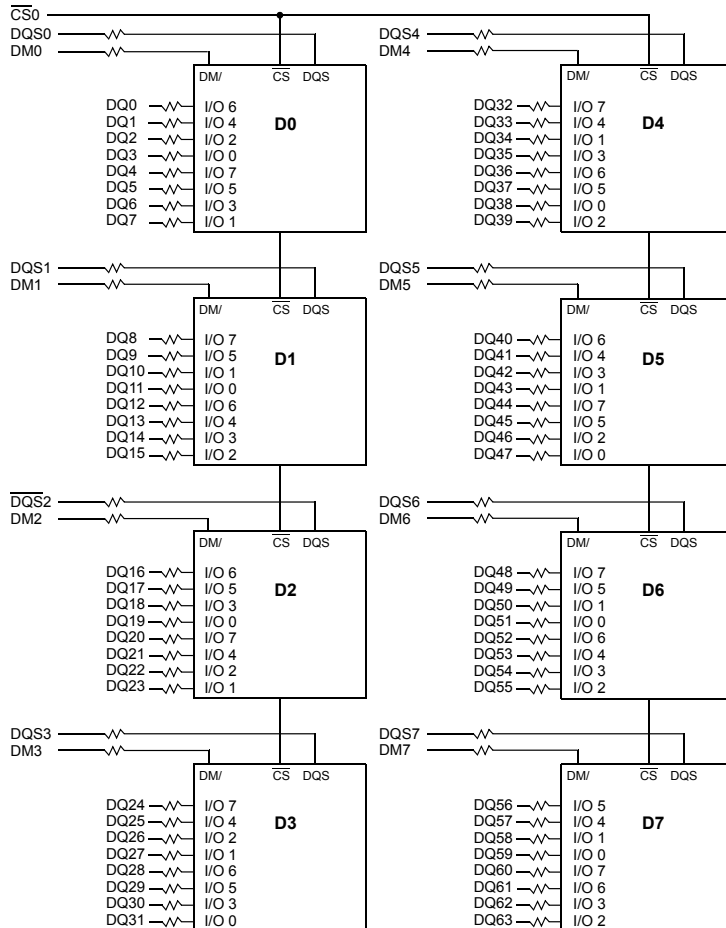 CS0
DQS0
DM0
DM/ CS DQS
D0
DQ0 I/O 6
DQ1 I/O 4
DQ2 I/O 2
DQ3 I/O 0
DQ4 I/O 7
DQ5 I/O 5
DQ6 I/O 3
DQ7 I/O 1
DQS1
DM1
DM/ CS DQS
D1
DQ8 I/O 7
DQ9 I/O 5
DQ10 I/O 1
DQ11 I/O 0
DQ12 I/O 6
DQ13 I/O 4
DQ14 I/O 3
DQ15 I/O 2
DQS2
DM2
DM/ CS DQS
D2
DQ16 I/O 6
DQ17 I/O 5
DQ18 I/O 3
DQ19 I/O 0
DQ20 I/O 7
DQ21 I/O 4
DQ22 I/O 2
DQ23 I/O 1
DQS3
DM3
DM/ CS DQS
D3
DQ24 I/O 7
DQ25 I/O 4
DQ26 I/O 2
DQ27 I/O 1
DQ28 I/O 6
DQ29 I/O 5
DQ30 I/O 3
DQ31 I/O 0
DQS4
DM4
DM/ CS DQS
D4
DQ32 I/O 7
DQ33 I/O 4
DQ34 I/O 1
DQ35 I/O 3
DQ36 I/O 6
DQ37 I/O 5
DQ38 I/O 0
DQ39 I/O 2
DQS5
DM5
DM/ CS DQS
D5
DQ40 I/O 6
DQ41 I/O 4
DQ42 I/O 3
DQ43 I/O 1
DQ44 I/O 7
DQ45 I/O 5
DQ46 I/O 2
DQ47 I/O 0
DQS6
DM6
DM/ CS DQS
D6
DQ48 I/O 7
DQ49 I/O 5
DQ50 I/O 1
DQ51 I/O 0
DQ52 I/O 6
DQ53 I/O 4
DQ54 I/O 3
DQ55 I/O 2
DQS7
DM7
DM/ CS DQS
D7
DQ56 I/O 5
DQ57 I/O 4
DQ58 I/O 1
DQ59 I/O 0
DQ60 I/O 7
DQ61 I/O 6
DQ62 I/O 3
DQ63 I/O 2